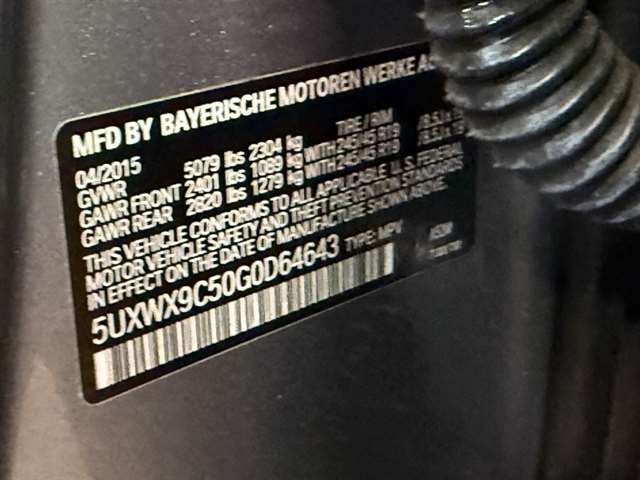 MFD BY BAYERISCHE MOTOREN WERKE AG
04/2015
GVWR 5079 lbs 2304 kg TIRE / RIM
GAWR FRONT 2401 lbs 1089 kg WITH 245/45 R19
GAWR REAR 2820 lbs 1279 kg WITH 245/45 R19
THIS VEHICLE CONFORMS TO ALL APPLICABLE U.S. FEDERAL
MOTOR VEHICLE SAFETY AND THEFT PREVENTION STANDARDS
IN EFFECT ON THE DATE OF MANUFACTURE SHOWN ABOVE.
5UXWX9C50G0D64643 TYPE: MPV